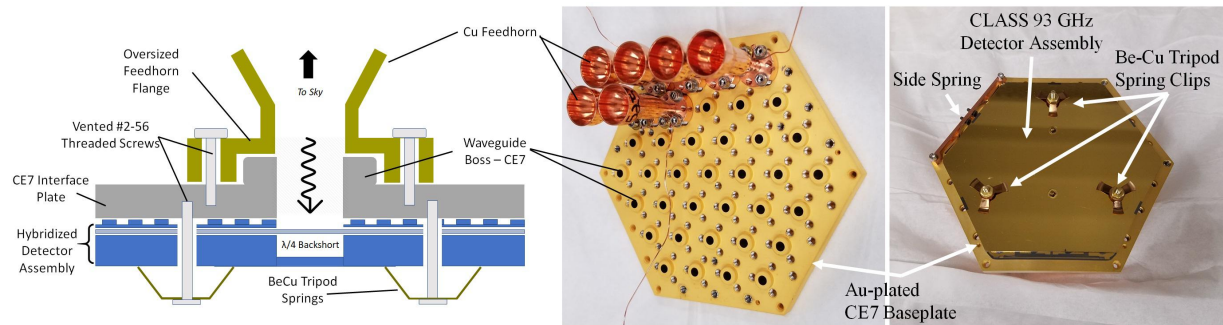 Oversized
Feedhorn
Flange
To Sky
Cu Feedhorn
Vented #2-56
Threaded Screws
Waveguide
Boss – CE7
CE7 Interface
Plate
Hybridized
Detector
Assembly
λ/4 Backshort
BeCu Tripod
Springs
Au-plated
CE7 Baseplate
CLASS 93 GHz
Detector Assembly
Side Spring
Be-Cu Tripod
Spring Clips